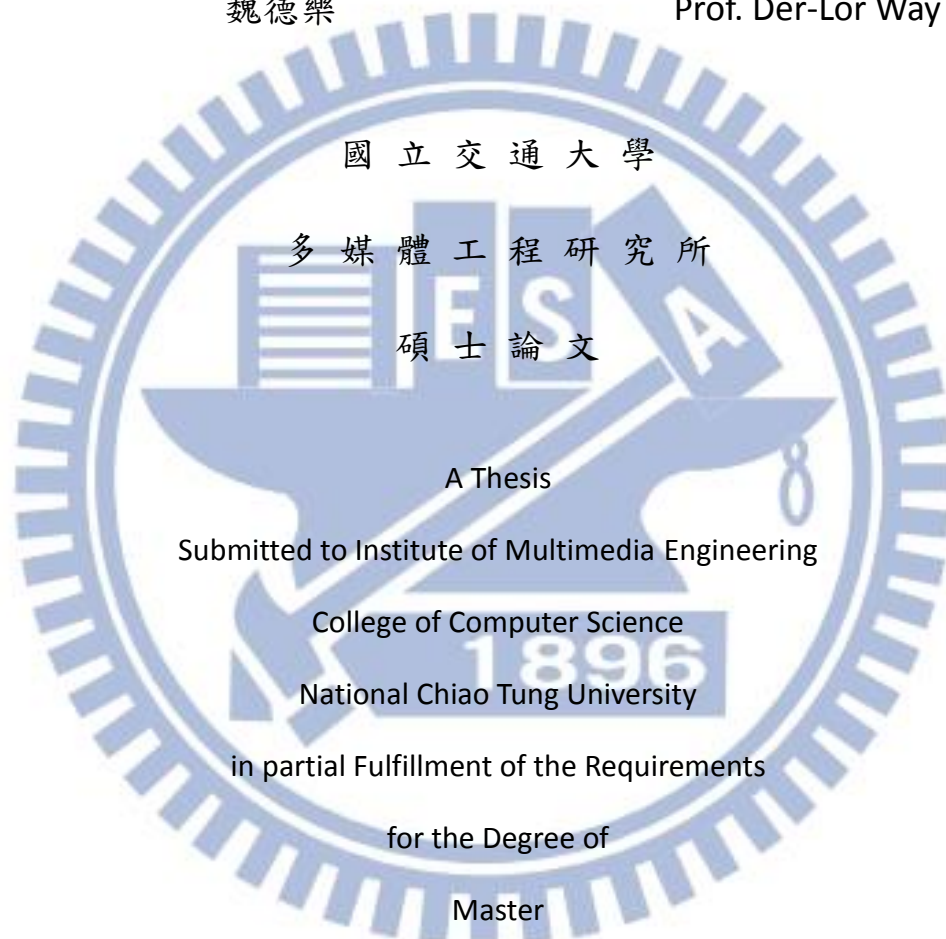 魏德樂 Prof. Der-Lor Way
國立交通大學
多媒體工程研究所
E S A
碩士論文
A Thesis
Submitted to Institute of Multimedia Engineering
College of Computer Science
1896
National Chiao Tung University
in partial Fulfillment of the Requirements
for the Degree of
Master